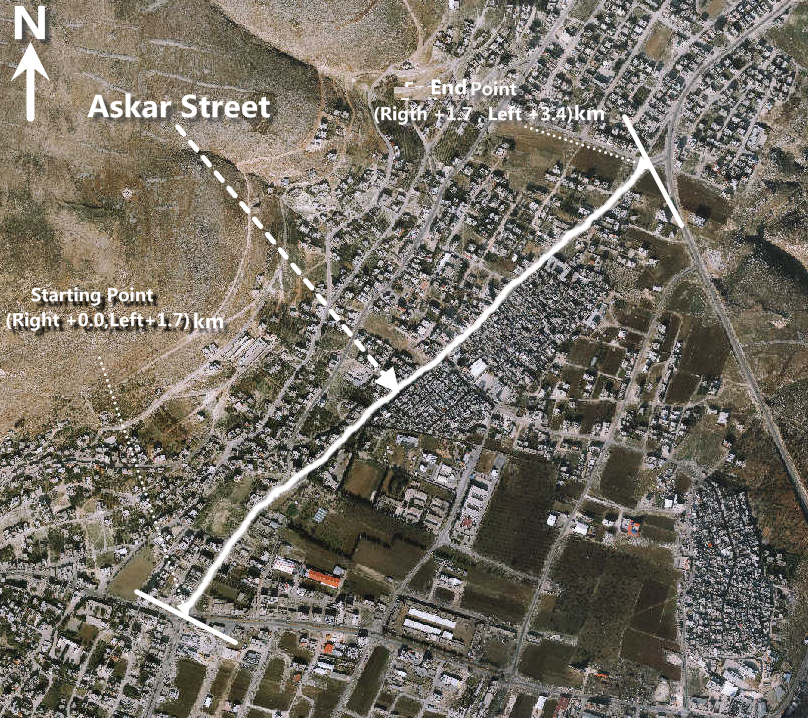 N
Askar Street
End Point
(Rigth +1.7 , Left +3.4)km
Starting Point
(Right +0.0,Left+1.7)km